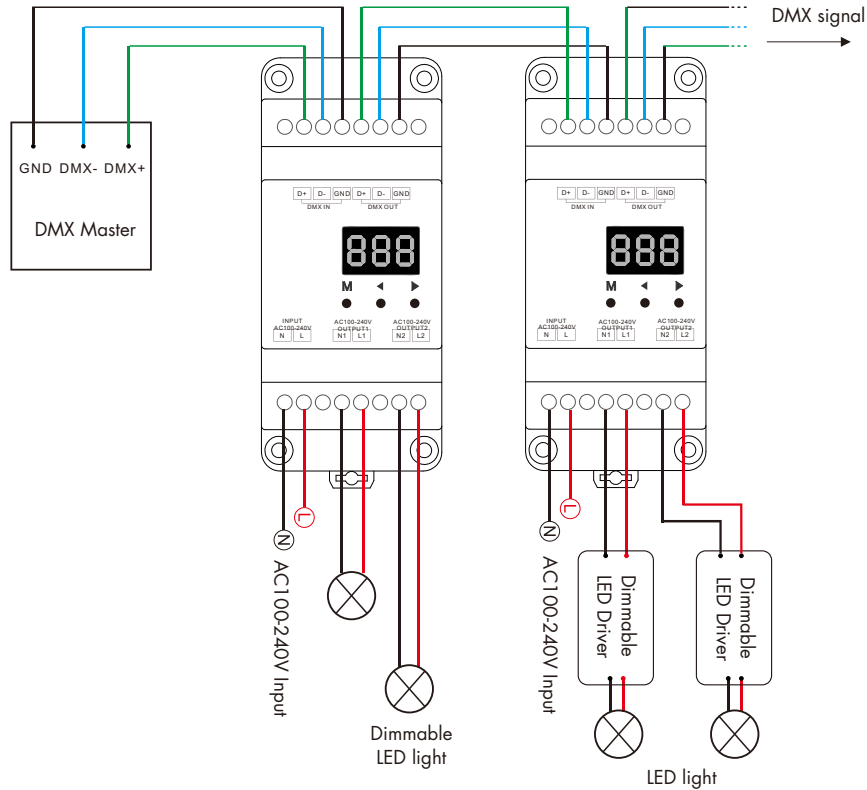 DMX signal
GND DMX- DMX+
DMX Master
D+ D- GND D+ D- GND
DMX IN DMX OUT
888
M
INPUT
AC100-240V
N L
AC100-240V
OUTPUT1
N1 L1
AC100-240V
OUTPUT2
N2 L2
D+ D- GND D+ D- GND
DMX IN DMX OUT
888
M
INPUT
AC100-240V
N L
AC100-240V
OUTPUT1
N1 L1
AC100-240V
OUTPUT2
N2 L2
L
N
AC100-240V Input
Dimmable
LED light
L
N
AC100-240V Input
Dimmable
LED Driver
Dimmable
LED Driver
LED light